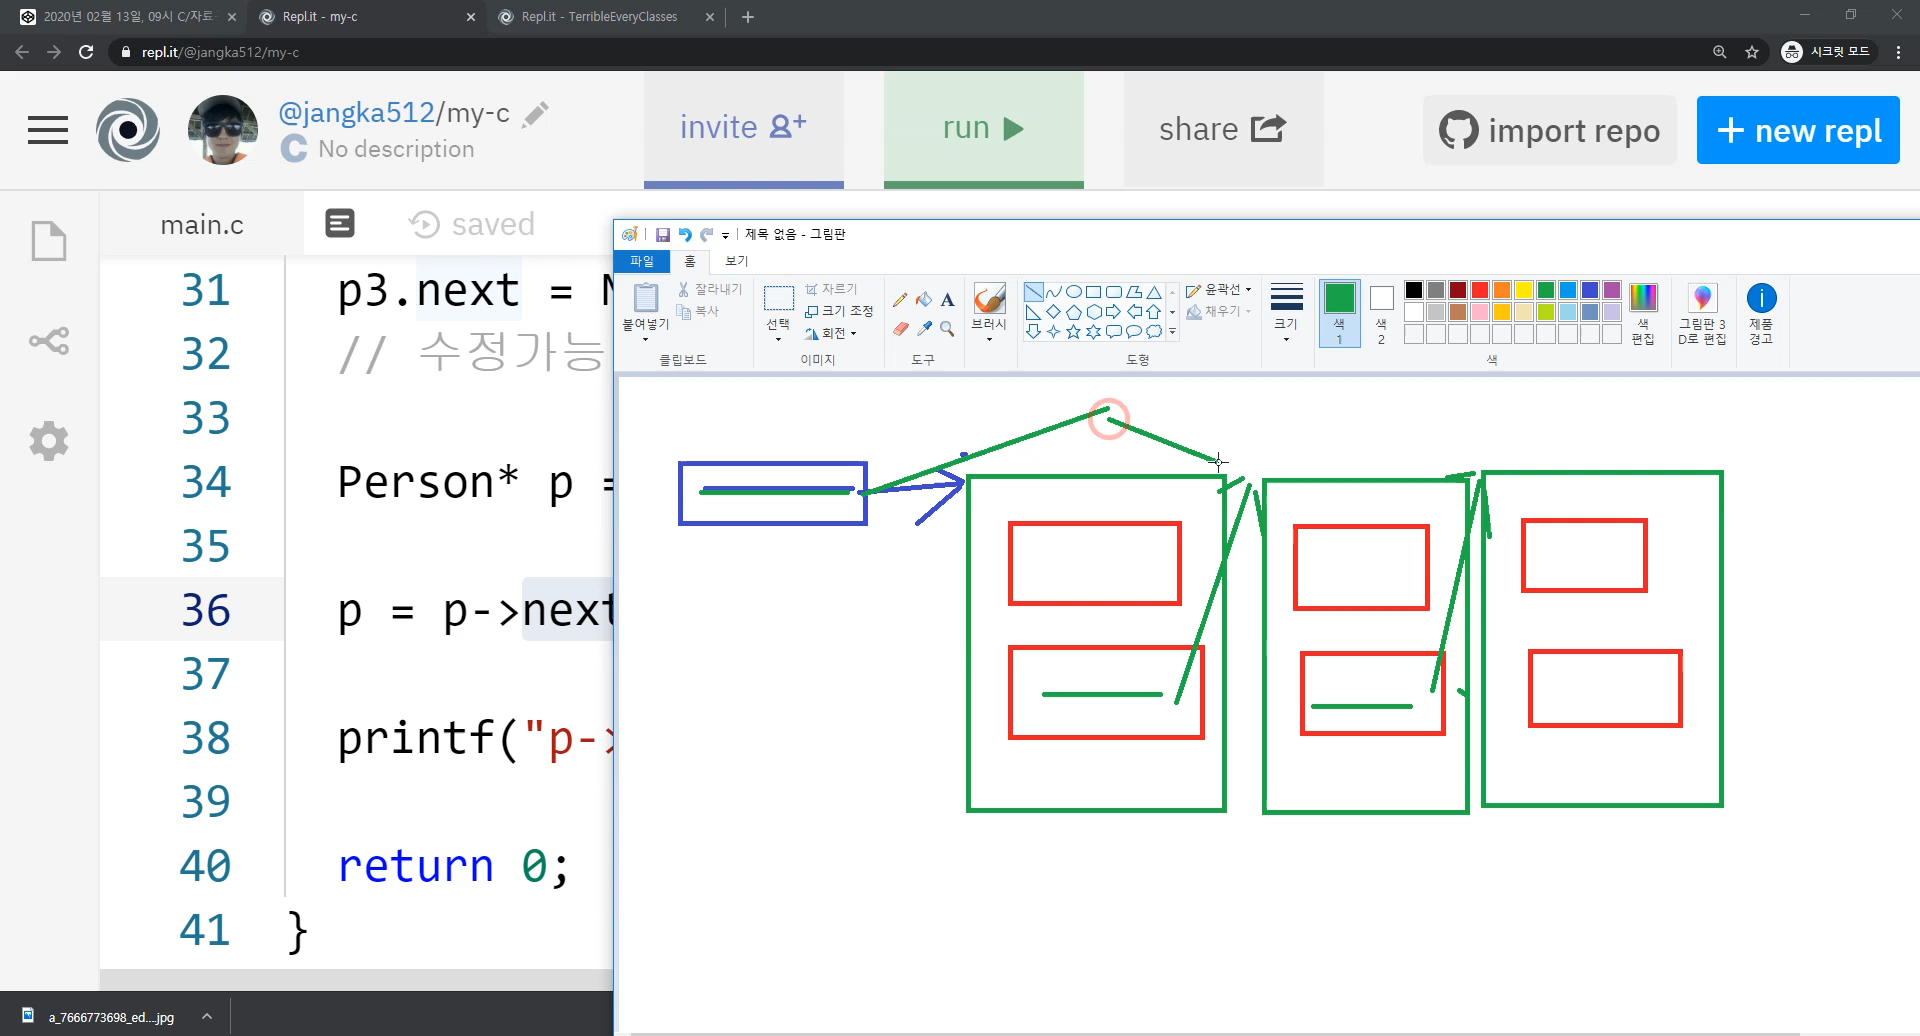 2020년 02월 13일, 09시 C/자료
Repl.it - my-c
Repl.it - TerribleEveryClasses
repl.it/@jangka512/my-c
시크릿 모드
@jangka512/my-c
C No description
invite
run
share
import repo
+ new repl
main.c
saved
제목 없음 - 그림판
파일
홈
보기
붙여넣기
잘라내기
복사
클립보드
선택
자르기
크기 조정
회전
이미지
A
도구
브러시
윤곽선
채우기
도형
크기
색
1
색
2
색
편집
색
그림판 3
D로 편집
제품
경고
31 p3.next =
32 // 수정가능
33
34 Person* p =
35
36 p = p->next
37
38 printf("p->
39
40 return 0;
41 }
a_7666773698_ed....jpg